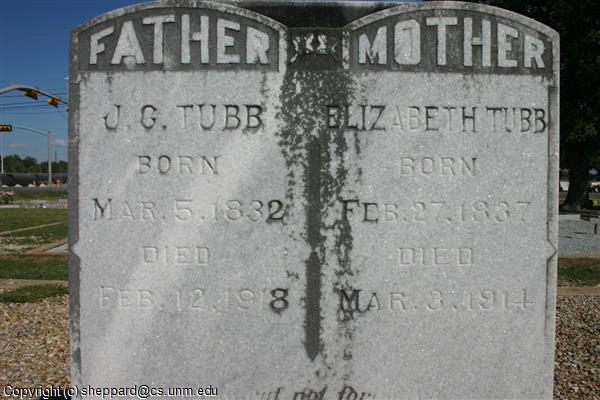 FATHER
J. G. TUBB
BORN
MAR. 5. 1832
DIED
FEB. 12. 1918
MOTHER
ELIZABETH TUBB
BORN
FEB. 27. 1837
DIED
MAR. 3. 1914
not
Copyright (c) sheppard@cs.unm.edu